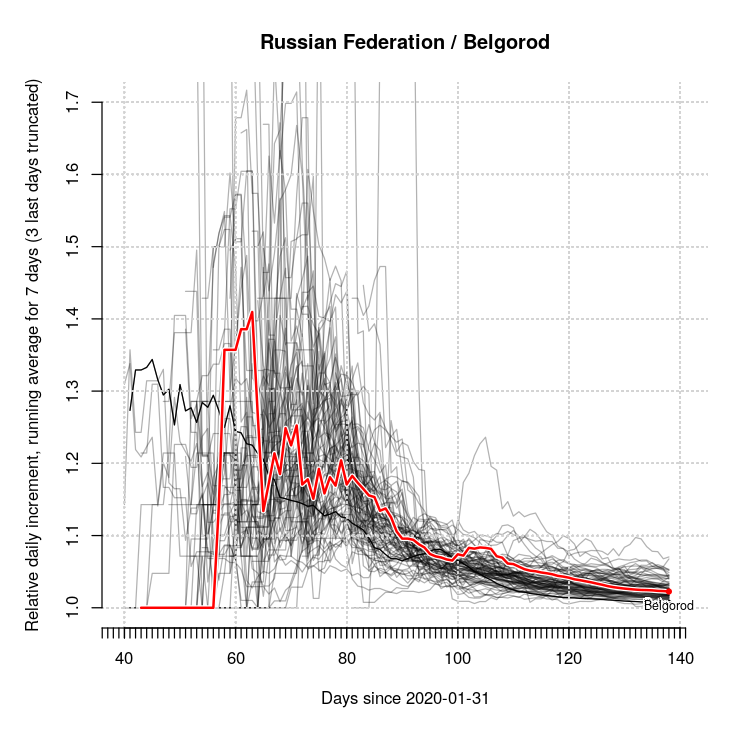 Russian Federation / Belgorod
Relative daily increment, running average for 7 days (3 last days truncated)
1.7
1.6
1.5
1.4
1.3
1.2
1.1
1.0
Belgorod
40 60 80 100 120 140
Days since 2020-01-31